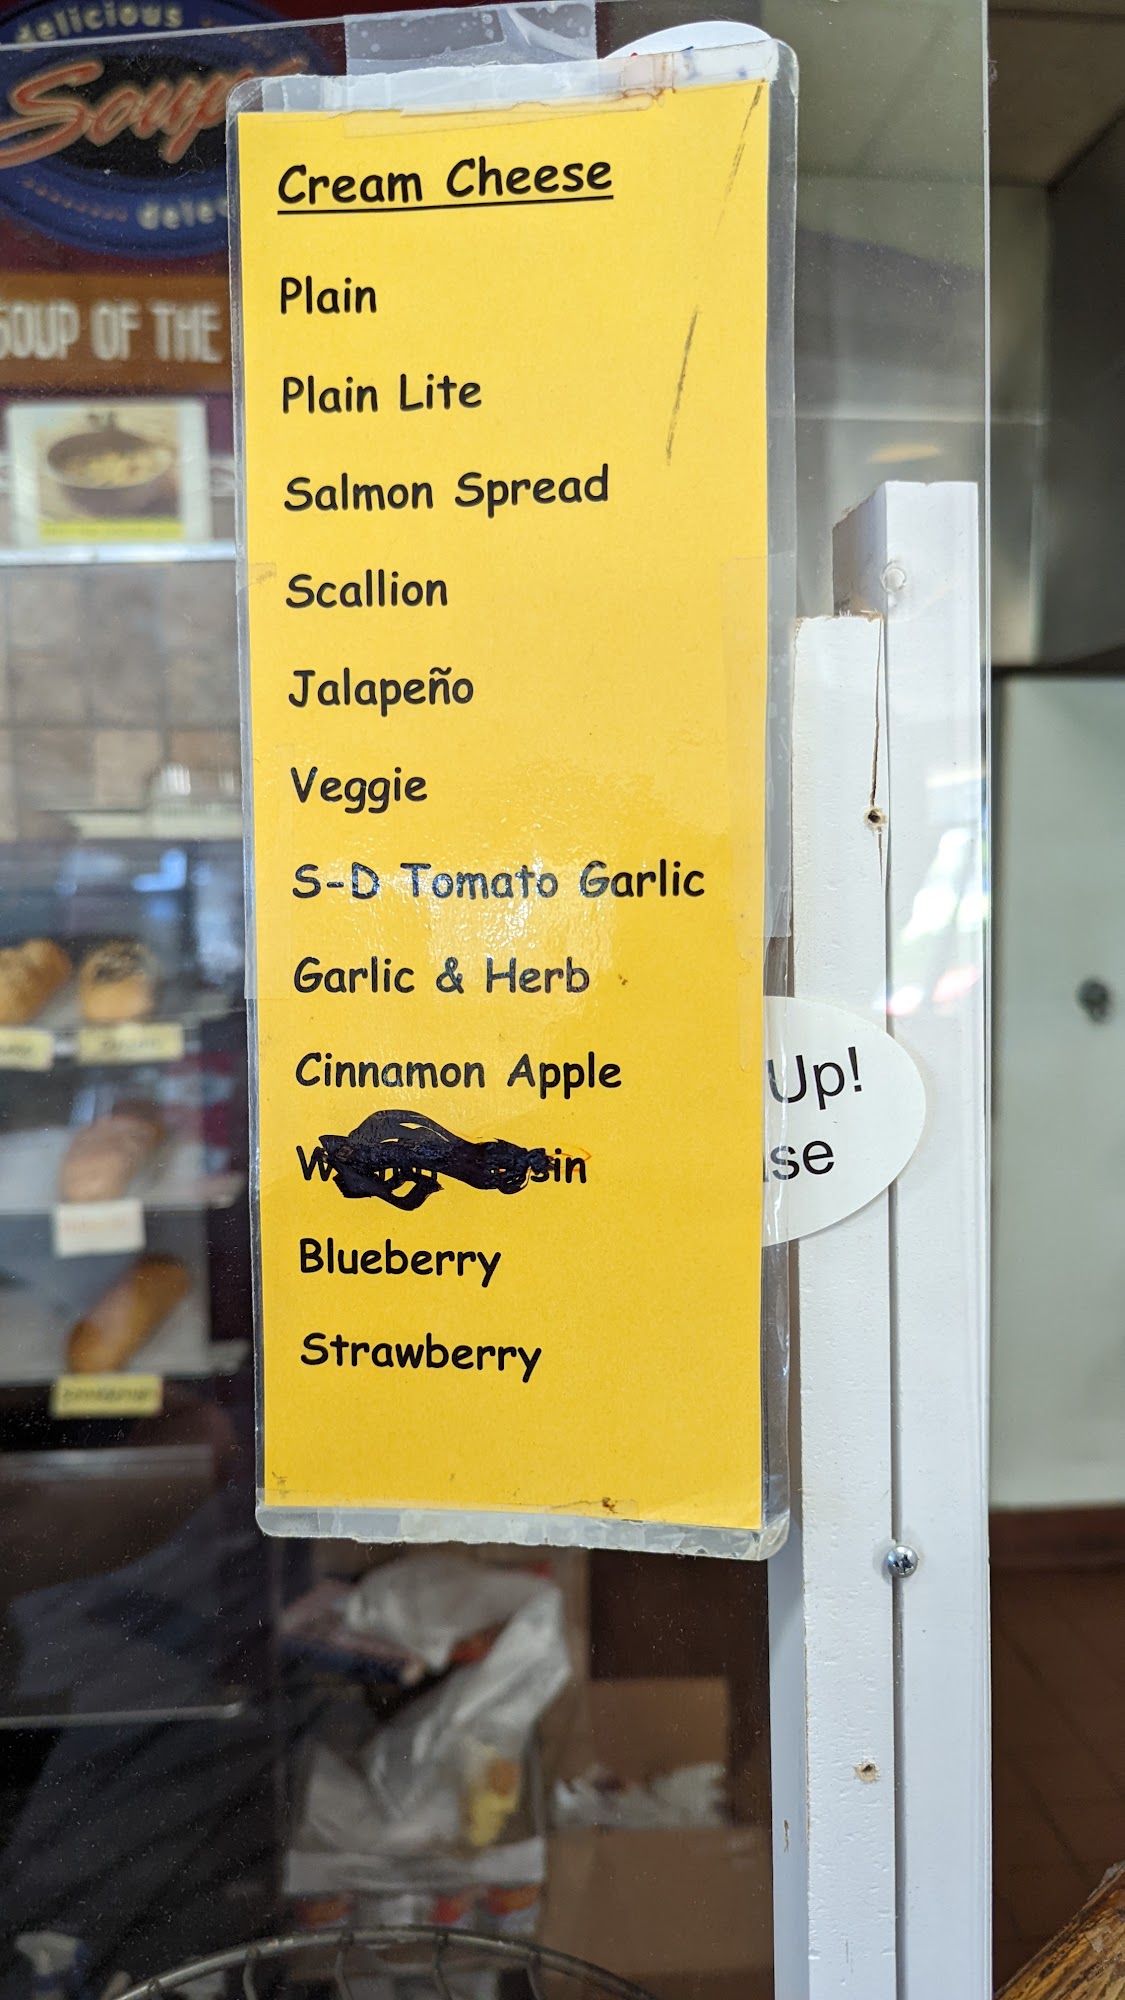 delicious
Soup
SOUP OF THE
Cream Cheese
Plain
Plain Lite
Salmon Spread
Scallion
Jalapeño
Veggie
S-D Tomato Garlic
Garlic & Herb
Cinnamon Apple
Blueberry
Strawberry
Up!